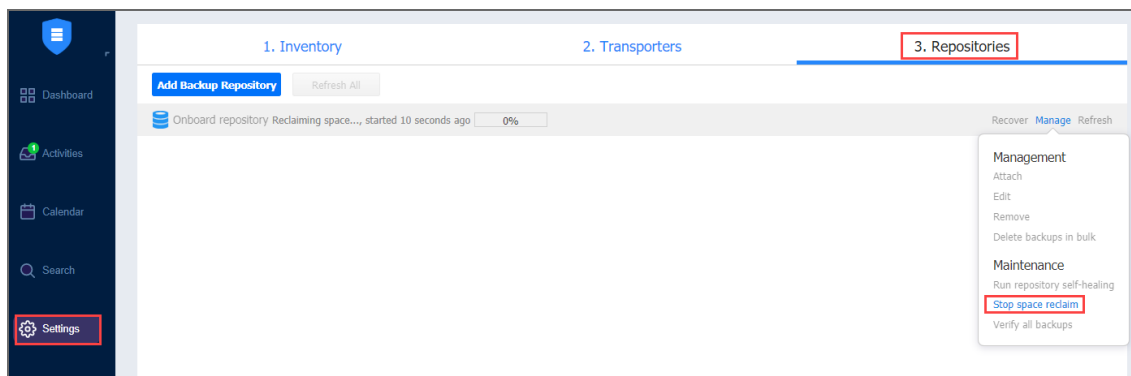 1. Inventory
2. Transporters
3. Repositories
Add Backup Repository
Refresh All
Dashboard
Onboard repository Reclaiming space..., started 10 seconds ago 0%
Recover Manage Refresh
1
Activities
Management
Attach
Edit
Remove
Delete backups in bulk
Calendar
Maintenance
Run repository self-healing
Stop space reclaim
Verify all backups
Search
Settings